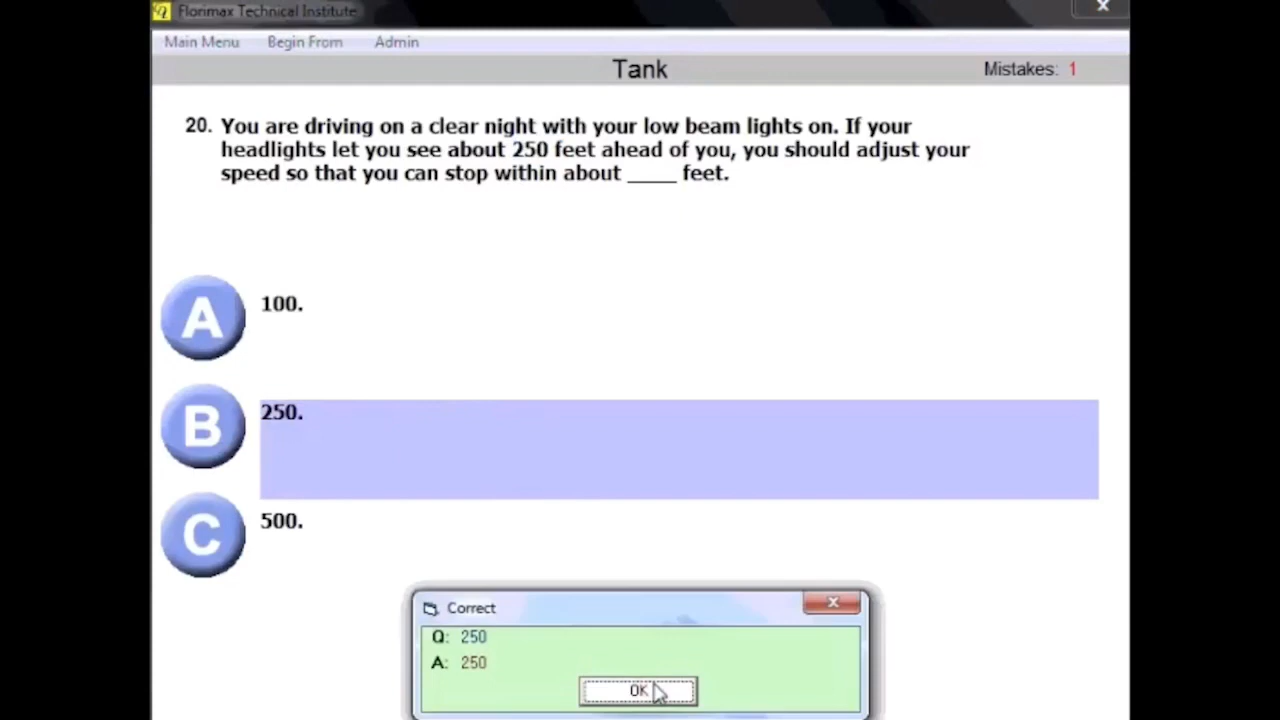 Florimax Technical Institute
Main Menu Begin From Admin
Tank Mistakes: 1
20. You are driving on a clear night with your low beam lights on. If your
headlights let you see about 250 feet ahead of you, you should adjust your
speed so that you can stop within about ____ feet.
A 100.
B 250.
C 500.
Correct
Q: 250
A: 250
OK